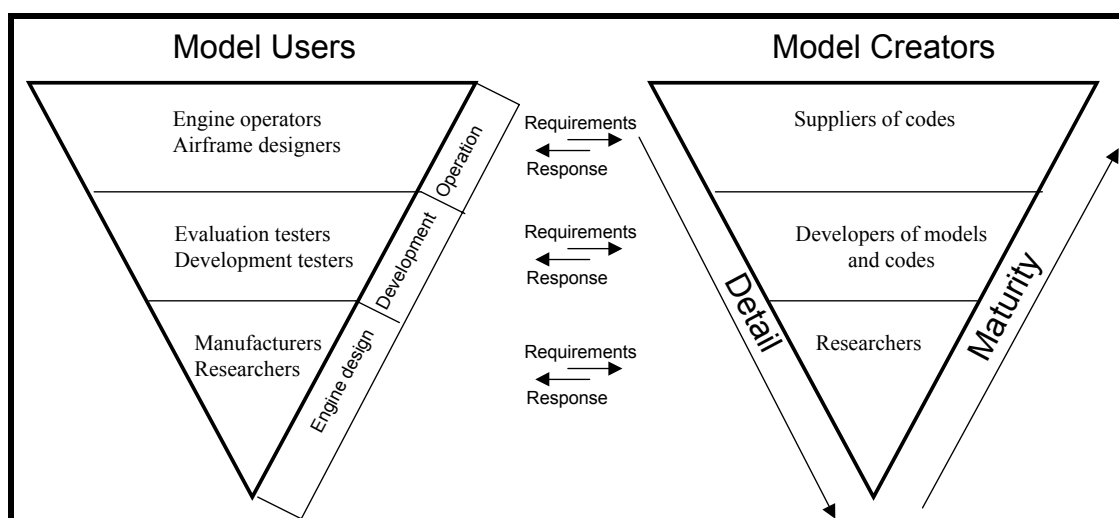 Model Users
Model Creators
Engine operators
Airframe designers
Operation
Requirements
Response
Suppliers of codes
Evaluation testers
Development testers
Development
Requirements
Response
Developers of models
and codes
Manufacturers
Researchers
Engine design
Requirements
Response
Researchers
Detail
Maturity